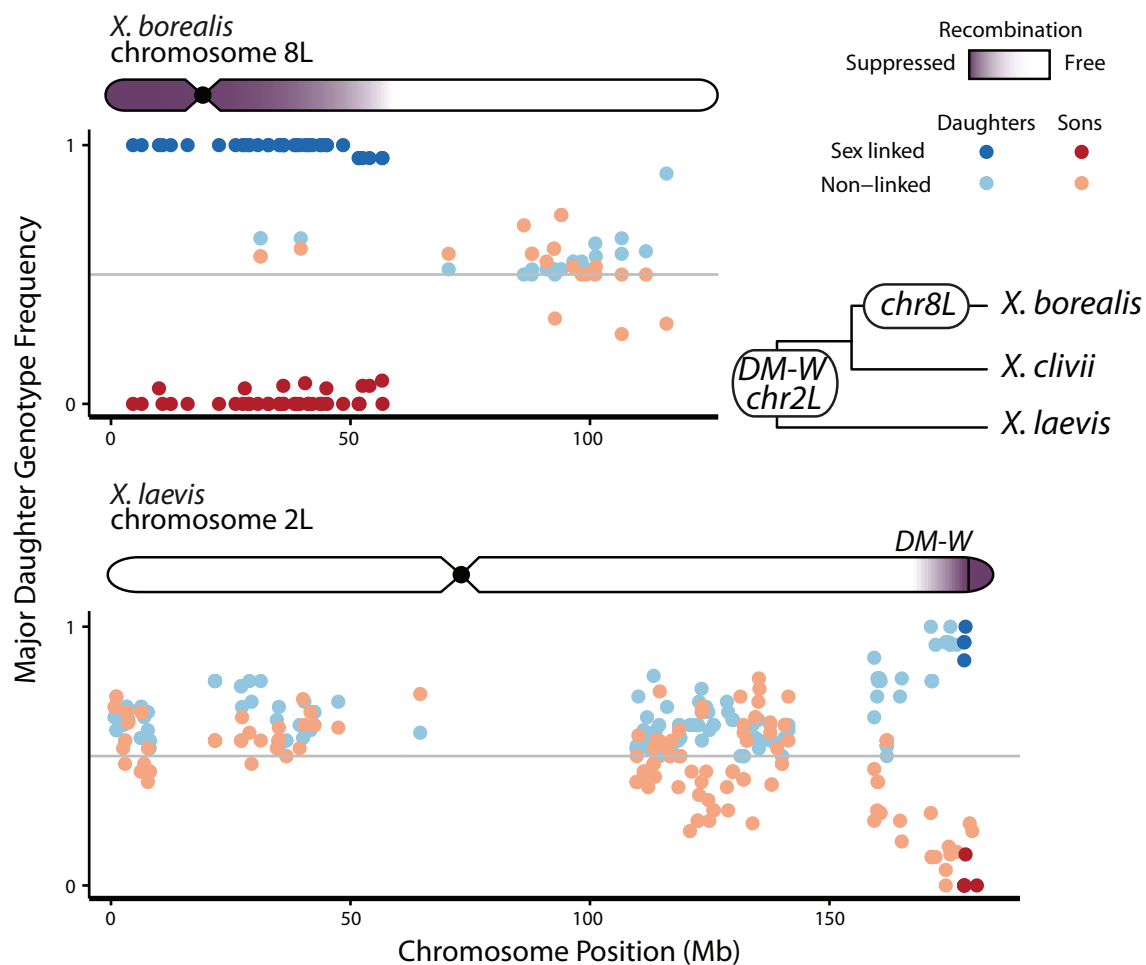 X. borealis
chromosome 8L
Recombination
Suppressed
Free
Daughters
Sons
Sex linked
Non−linked
Major Daughter Genotype Frequency
1
0
0
50
100
chr8L
X. borealis
DM-W
chr2L
X. clivii
X. laevis
X. laevis
chromosome 2L
DM-W
1
0
0
50
100
150
Chromosome Position (Mb)